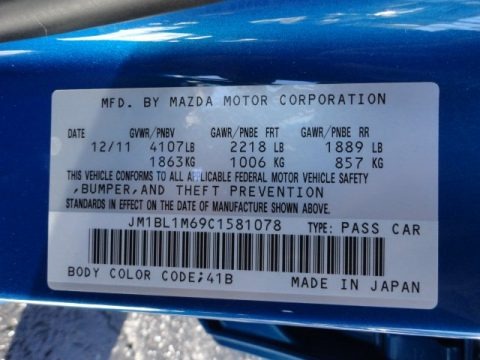 MFD. BY MAZDA MOTOR CORPORATION
DATE GVWR/PNBV GAWR/PNBE FRT GAWR/PNBE RR
12/11 4107LB 2218 LB 1889 LB
1863KG 1006 KG 857 KG
THIS VEHICLE CONFORMS TO ALL APPLICABLE FEDERAL MOTOR VEHICLE SAFETY
,BUMPER,AND THEFT PREVENTION
STANDARDS IN EFFECT ON THE DATE OF MANUFACTURE SHOWN ABOVE.
JM1BL1M69C1581078 TYPE: PASS CAR
BODY COLOR CODE;41B MADE IN JAPAN